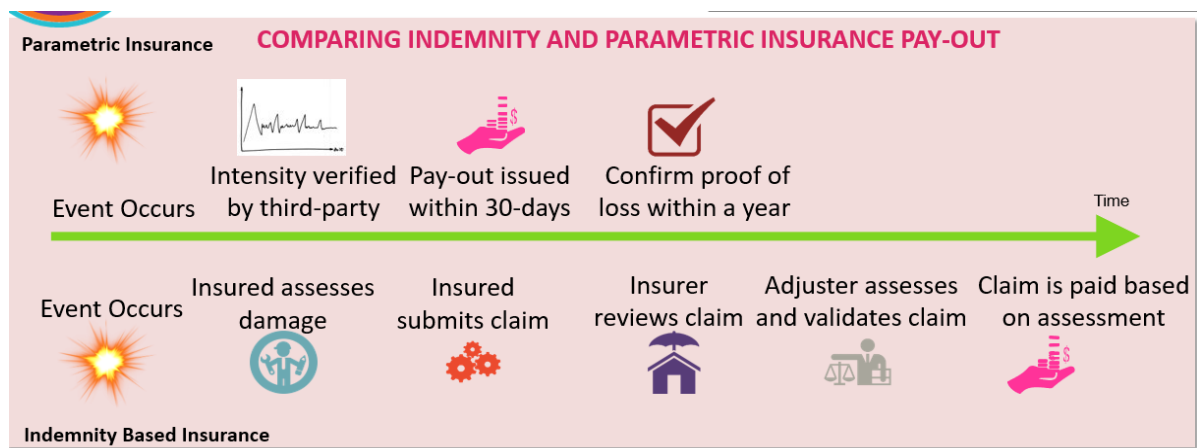 Parametric Insurance
COMPARING INDEMNITY AND PARAMETRIC INSURANCE PAY-OUT
$
Event Occurs
Intensity verified
by third-party
Pay-out issued
within 30-days
Confirm proof of
loss within a year
Time
Event Occurs
Insured assesses
damage
Insured
submits claim
Insurer
reviews claim
Adjuster assesses
and validates claim
Claim is paid based
on assessment
$
Indemnity Based Insurance